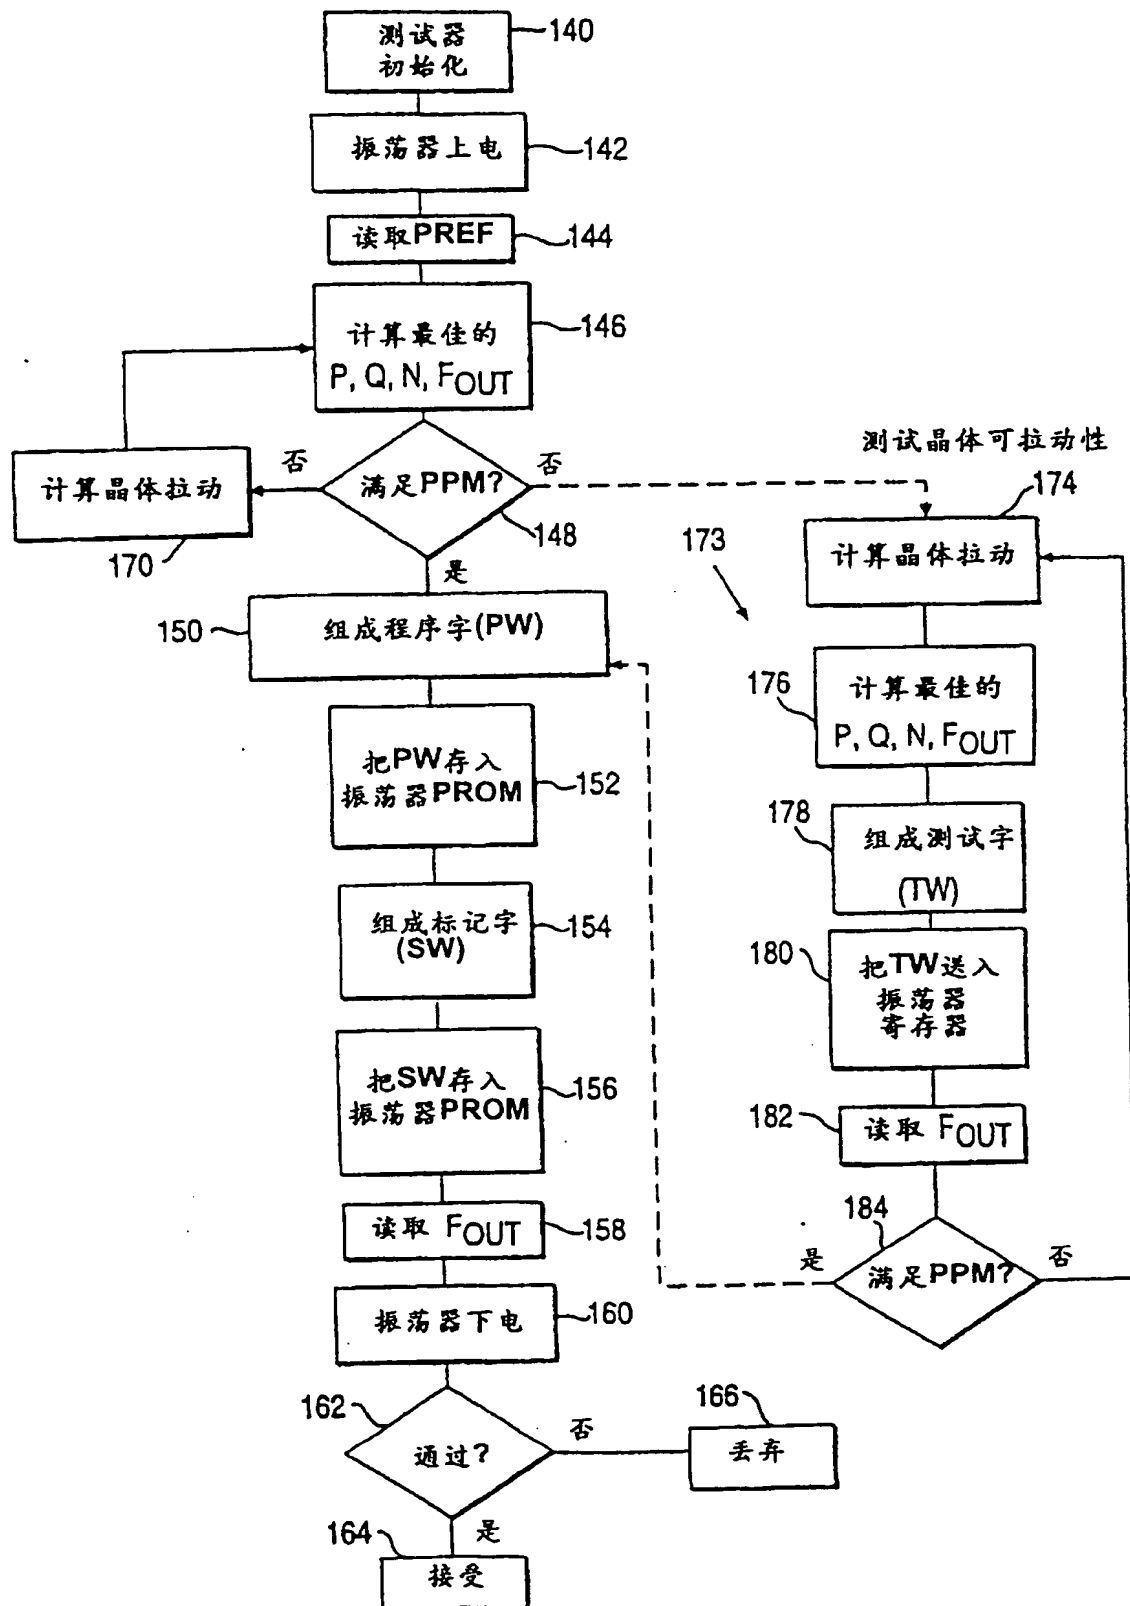 测试器
初始化
140
振荡器上电
142
读取PREF
144
计算最佳的
P, Q, N, FOUT
146
否
满足PPM?
否
148
计算晶体拉动
170
是
测试晶体可拉动性
174
173
计算晶体拉动
150
组成程序字(PW)
176
计算最佳的
P, Q, N, FOUT
把PW存入
振荡器PROM
152
178
组成测试字
(TW)
组成标记字
(SW)
154
180
把TW送入
振荡器
寄存器
把SW存入
振荡器PROM
156
182
读取 FOUT
读取 FOUT
158
184
是
满足PPM?
否
振荡器下电
160
162
通过?
否
166
丢弃
是
164
接受